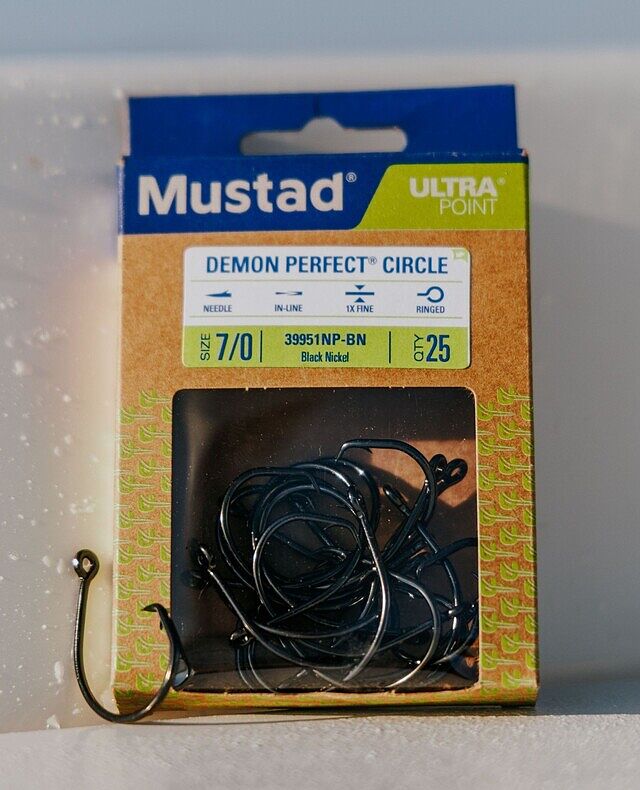 Mustad®
ULTRA®
POINT
DEMON PERFECT® CIRCLE
NEEDLE
IN-LINE
1X FINE
RINGED
SIZE 7/0
39951NP-BN
Black Nickel
QTY 25